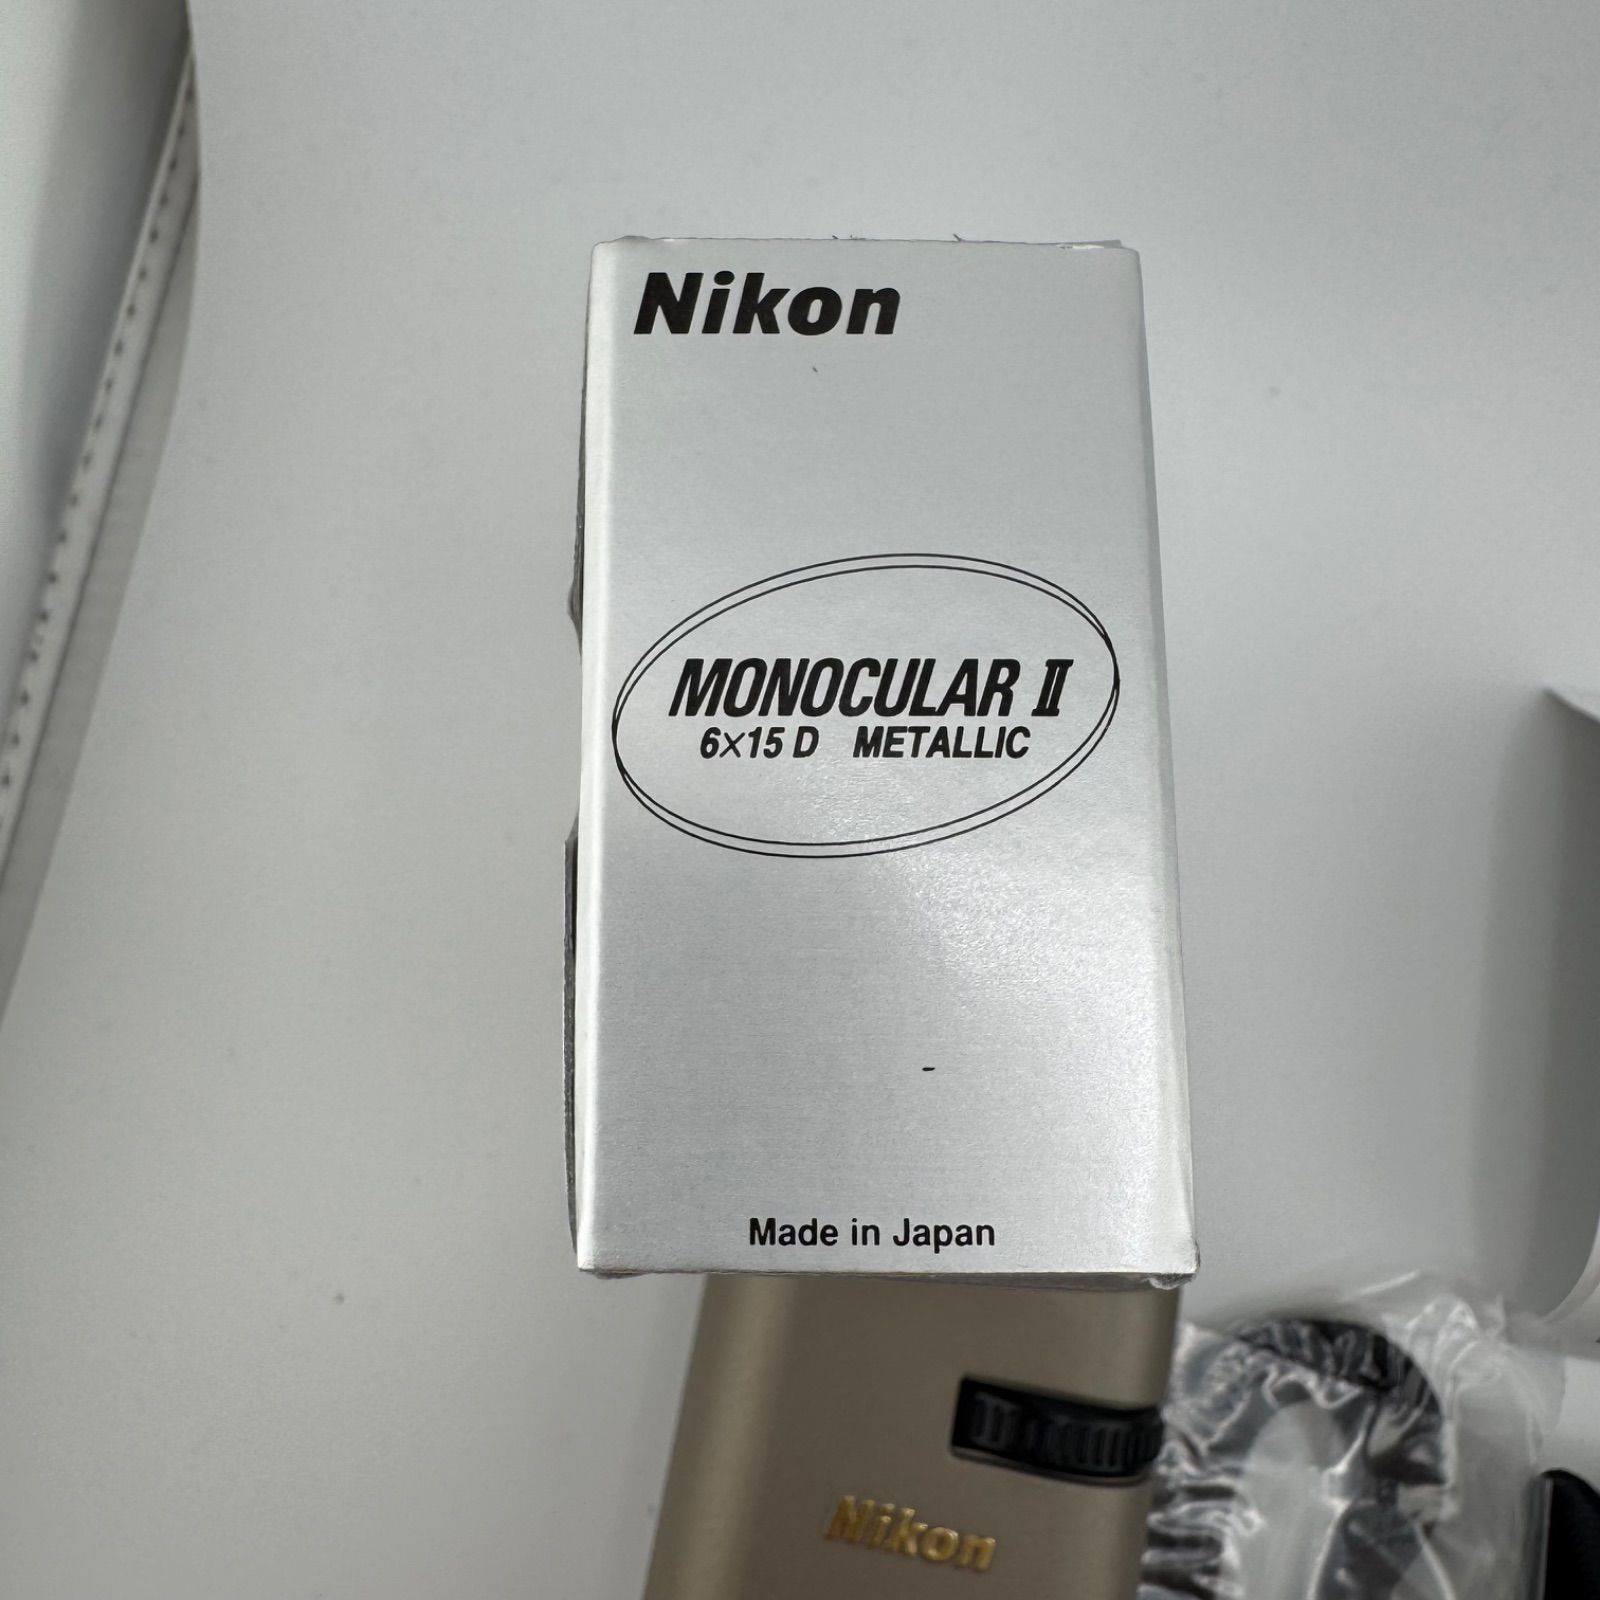 Nikon
MONOCULAR II
6×15 D METALLIC
Made in Japan
Nikon